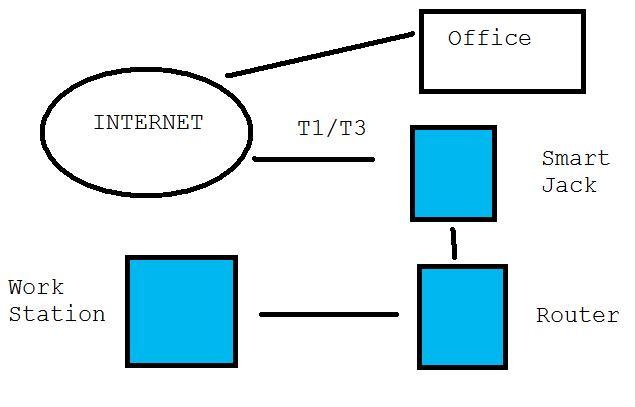 Office
INTERNET
T1/T3
Smart
Jack
Work
Station
Router